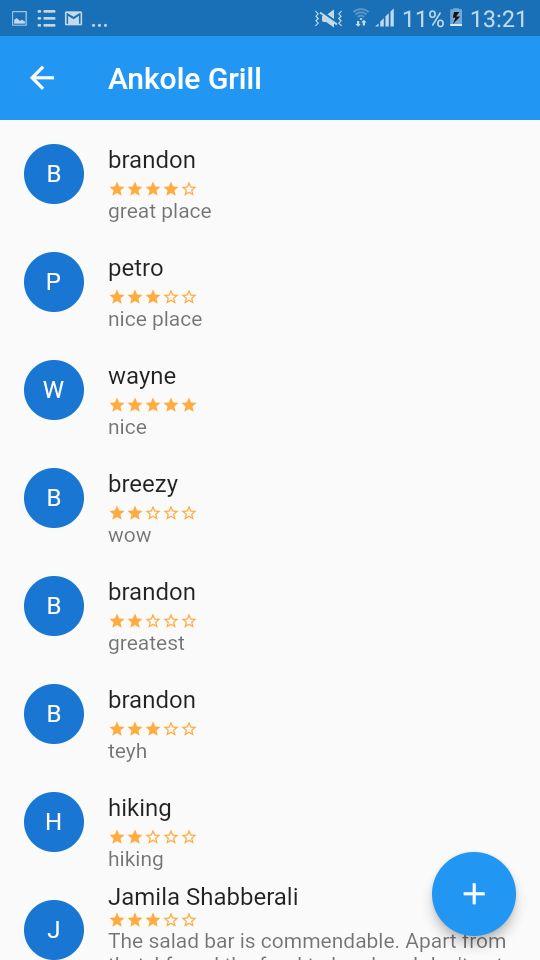 ... 11% 13:21
Ankole Grill
B brandon
great place
P petro
nice place
W wayne
nice
B breezy
wow
B brandon
greatest
B brandon
teyh
H hiking
hiking
J Jamila Shabberali
The salad bar is commendable. Apart from